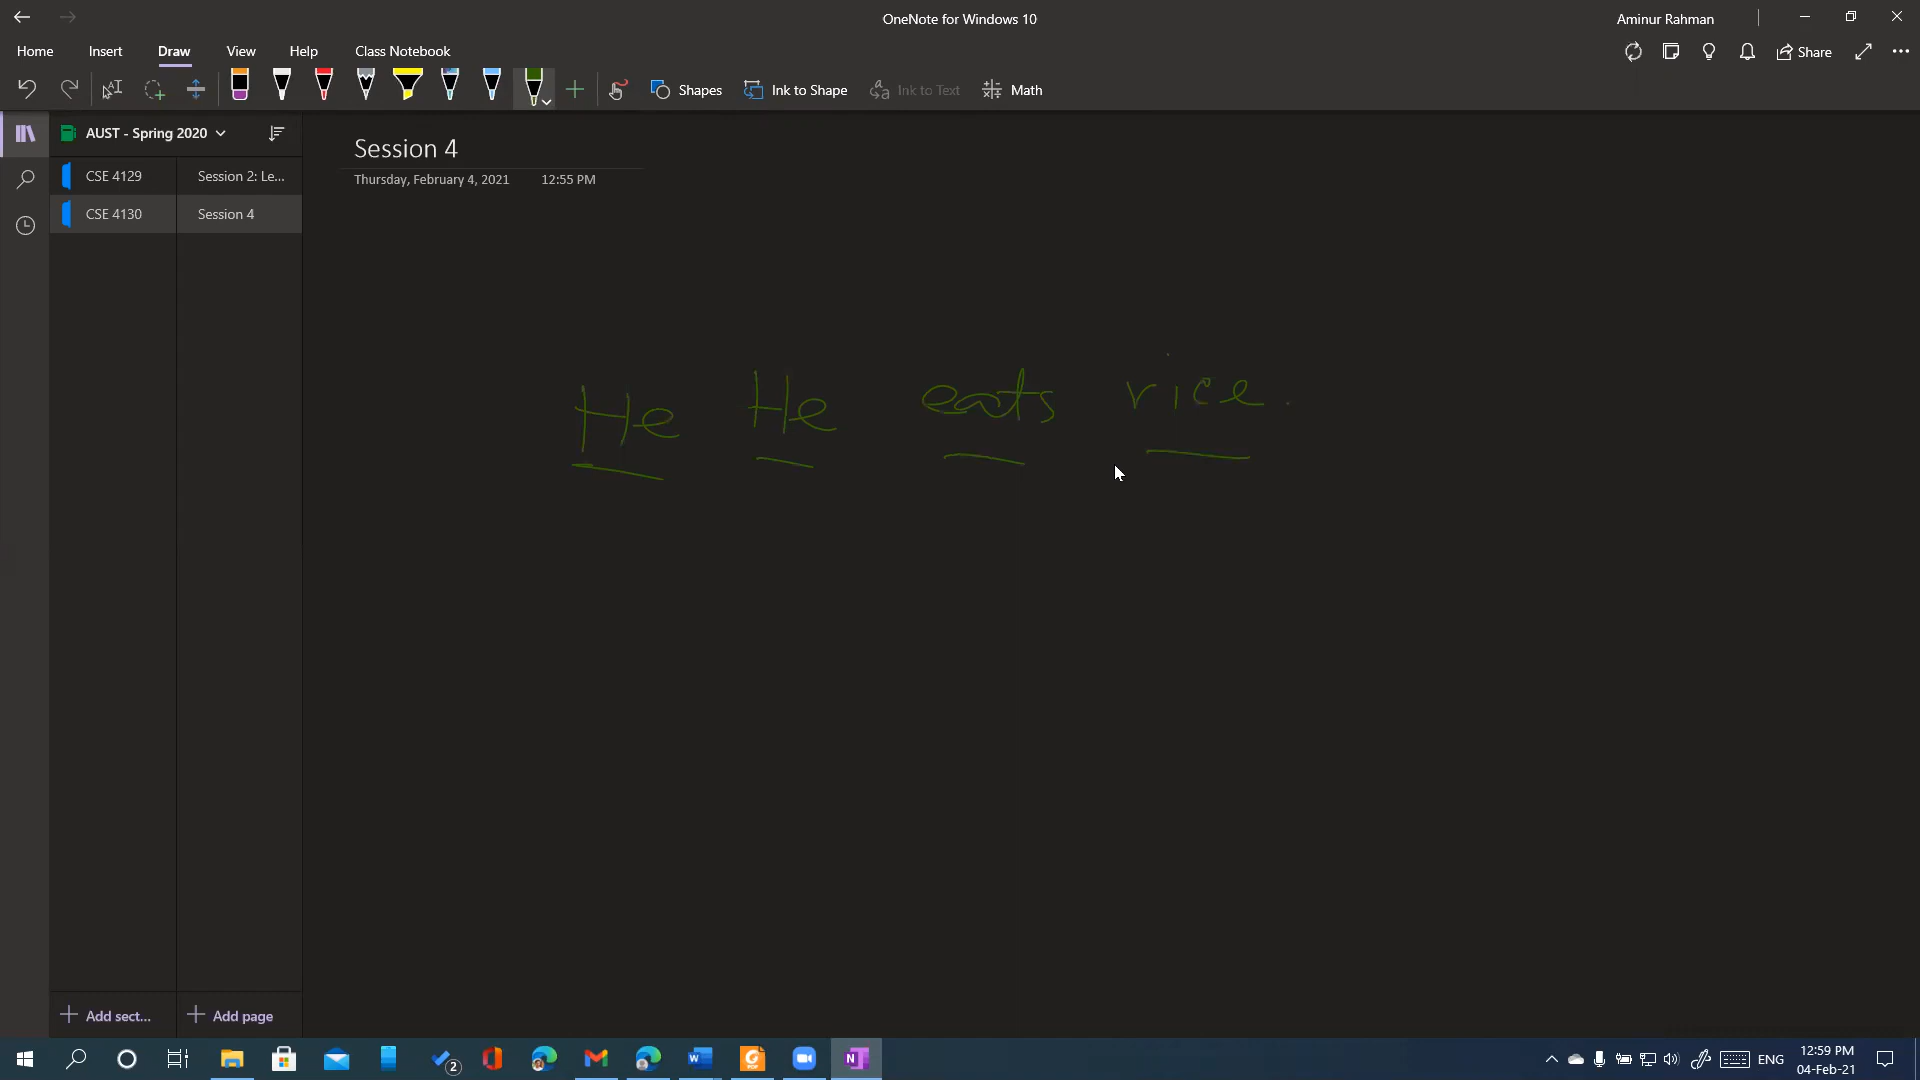 OneNote for Windows 10
Aminur Rahman
Home Insert Draw View Help Class Notebook
Share
Shapes Ink to Shape Ink to Text Math
AUST - Spring 2020
CSE 4129 Session 2: Le...
CSE 4130 Session 4
Session 4
Thursday, February 4, 2021 12:55 PM
He He eats rice.
Add sect... Add page
2
ENG
12:59 PM
04-Feb-21